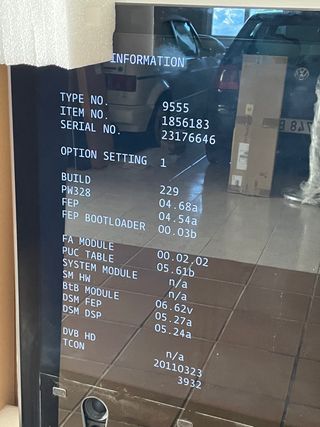 INFORMATION
TYPE NO. 9555
ITEM NO. 1856183
SERIAL NO. 23176646
OPTION SETTING 1
BUILD 229
PW328 04.68a
FEP 04.54a
FEP BOOTLOADER 00.03b
FA MODULE 00.02,02
PUC TABLE 05.61b
SYSTEM MODULE n/a
SM HW n/a
BtB MODULE 06.62v
DSM FEP 05.27a
DSM DSP 05.24a
DVB HD n/a
TCON 20110323
3932